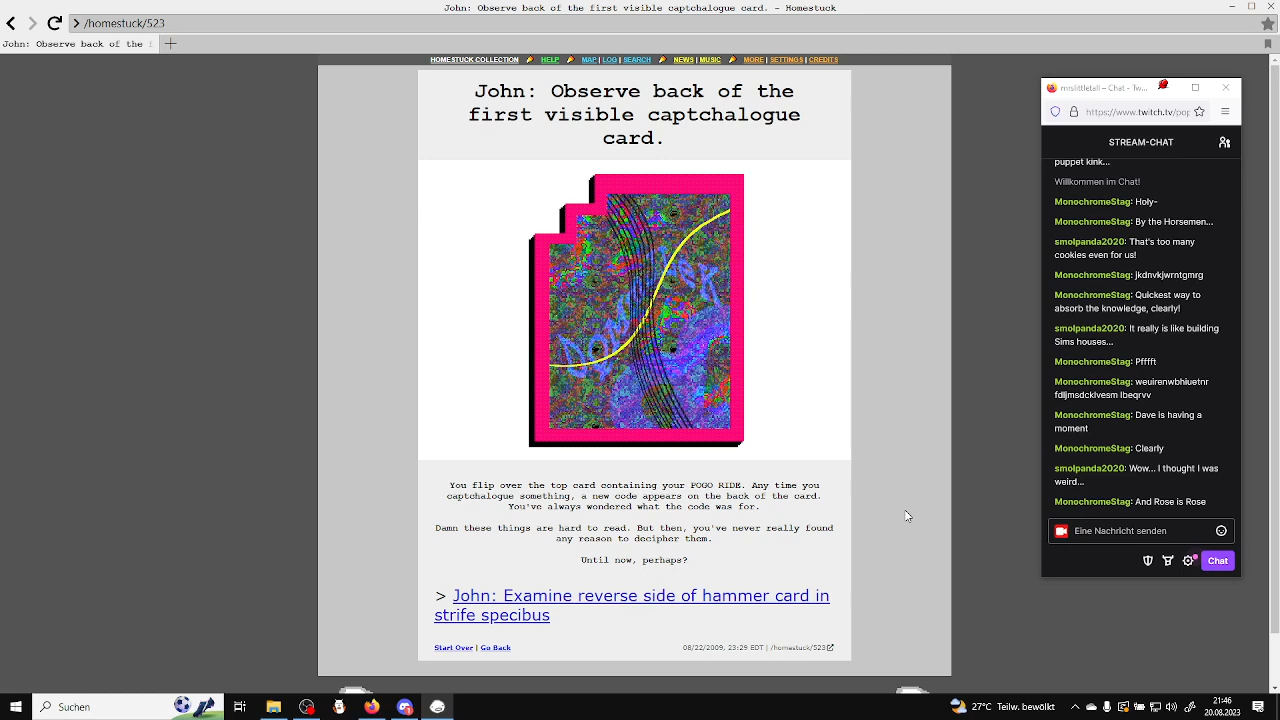 John: Observe back of the first visible captchalogue card. - Homestuck
/homestuck/523
John: Observe back of the f
HOMESTUCK COLLECTION HELP MAP | LOG | SEARCH NEWS | MUSIC MORE | SETTINGS | CREDITS
John: Observe back of the
first visible captchalogue
card.
You flip over the top card containing your POGO RIDE. Any time you
captchalogue something, a new code appears on the back of the card.
You've always wondered what the code was for.
Damn these things are hard to read. But then, you've never really found
any reason to decipher them.
Until now, perhaps?
> John: Examine reverse side of hammer card in
strife specibus
Start Over | Go Back
08/22/2009, 23:29 EDT | /homestuck/523
mrslittletall – Chat - Tw...
https://www.twitch.tv/pop
STREAM-CHAT
puppet kink...
Willkommen im Chat!
MonochromeStag: Holy-
MonochromeStag: By the Horsemen...
smolpanda2020: That's too many
cookies even for us!
MonochromeStag: jkdnvkjwrntgmrg
MonochromeStag: Quickest way to
absorb the knowledge, clearly!
smolpanda2020: It really is like building
Sims houses...
MonochromeStag: Pfffft
MonochromeStag: weuirenwbhiuetnr
fdljmsdcklvesm lbeqrvv
MonochromeStag: Dave is having a
moment
MonochromeStag: Clearly
smolpanda2020: Wow... I thought I was
weird...
MonochromeStag: And Rose is Rose
Eine Nachricht senden
Chat
Suchen
27°C Teilw. bewölkt
21:46
20.08.2023